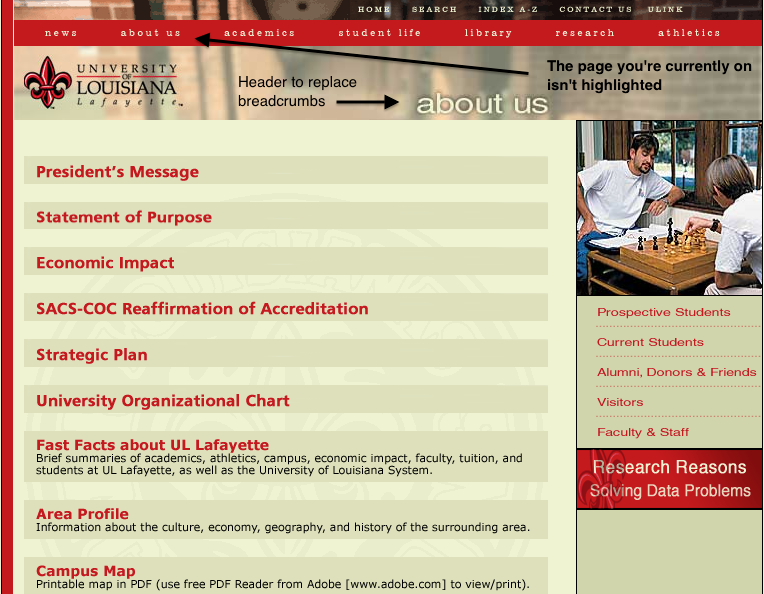 HOME SEARCH INDEX A-Z CONTACT US ULINK
news about us academics student life library research athletics
UNIVERSITY
OF
LOUISIANA
Lafayette™
Header to replace
breadcrumbs
about us
The page you're currently on
isn't highlighted
President's Message
Statement of Purpose
Economic Impact
SACS-COC Reaffirmation of Accreditation
Strategic Plan
University Organizational Chart
Fast Facts about UL Lafayette
Brief summaries of academics, athletics, campus, economic impact, faculty, tuition, and
students at UL Lafayette, as well as the University of Louisiana System.
Area Profile
Information about the culture, economy, geography, and history of the surrounding area.
Campus Map
Printable map in PDF (use free PDF Reader from Adobe [www.adobe.com] to view/print).
Prospective Students
Current Students
Alumni, Donors & Friends
Visitors
Faculty & Staff
Research Reasons
Solving Data Problems